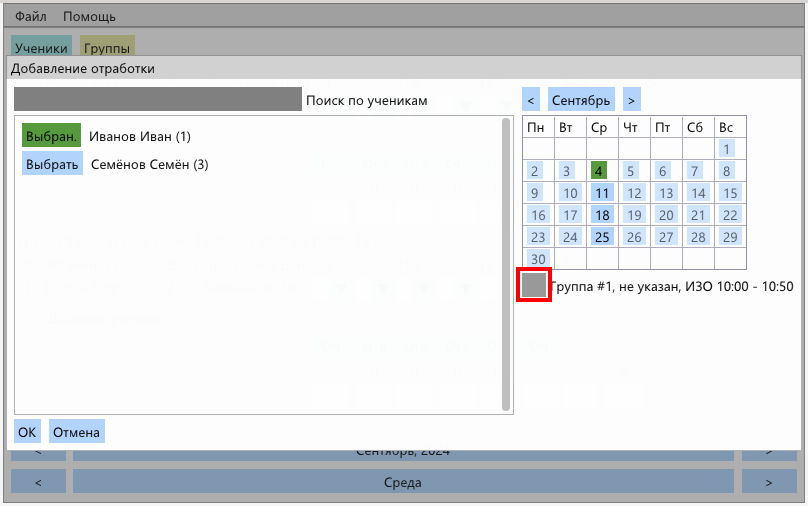 Файл Помощь
Ученики Группы
Добавление отработки
Поиск по ученикам
< Сентябрь >
Выбран. Иванов Иван (1)
Выбрать Семёнов Семён (3)
Пн Вт Ср Чт Пт Сб Вс
1
2 3 4 5 6 7 8
9 10 11 12 13 14 15
16 17 18 19 20 21 22
23 24 25 26 27 28 29
30
Группа #1, не указан, ИЗО 10:00 - 10:50
ОК Отмена
< Сентябрь, 2024 >
< Среда >